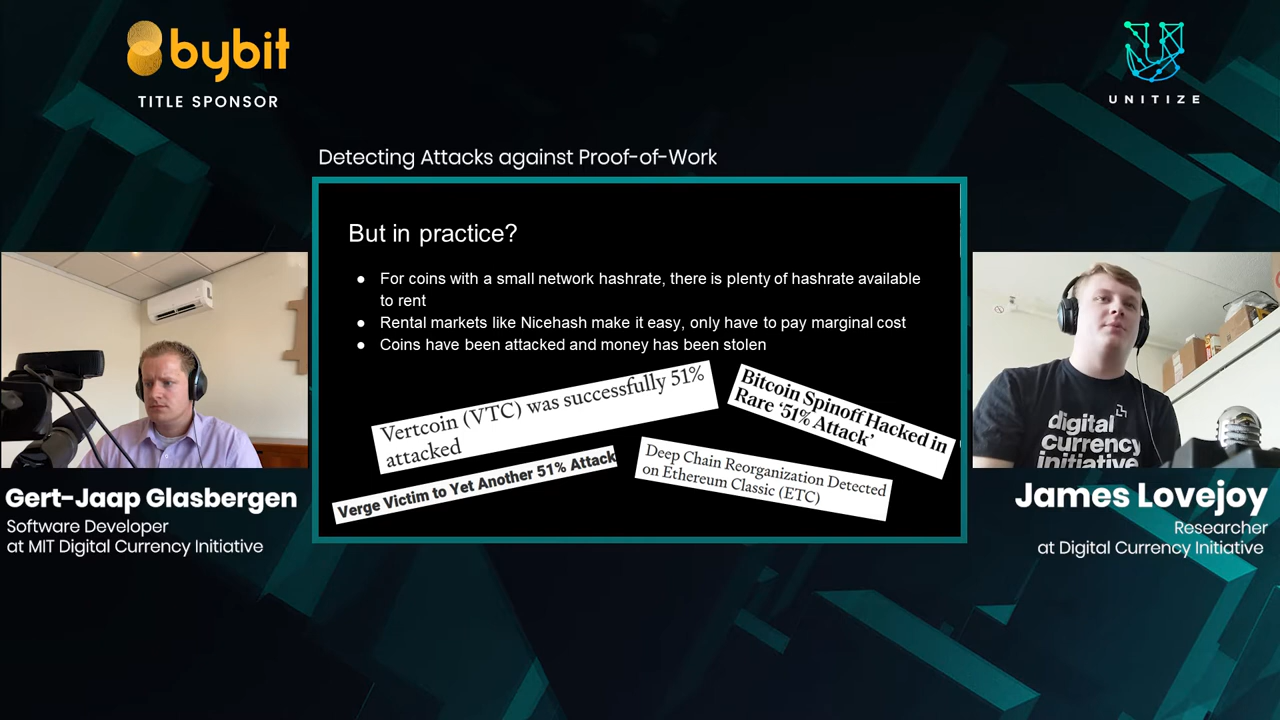 bybit
TITLE SPONSOR
UNITIZE
Detecting Attacks against Proof-of-Work
But in practice?
● For coins with a small network hashrate, there is plenty of hashrate available
to rent
● Rental markets like Nicehash make it easy, only have to pay marginal cost
● Coins have been attacked and money has been stolen
Vertcoin (VTC) was successfully 51%
attacked
Bitcoin Spinoff Hacked in
Rare ‘51% Attack’
Verge Victim to Yet Another 51% Attack
Deep Chain Reorganization Detected
on Ethereum Classic (ETC)
Gert-Jaap Glasbergen
Software Developer
at MIT Digital Currency Initiative
digital
currency
initiative
James Lovejoy
Researcher
at Digital Currency Initiative